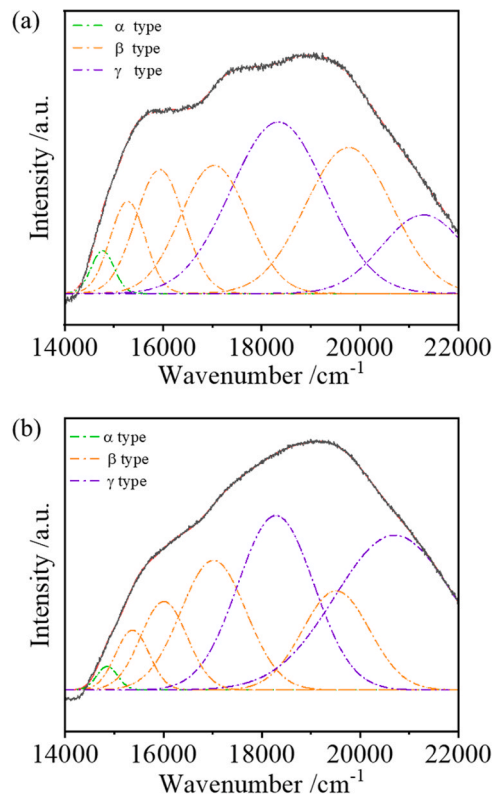 (a)
α type
β type
γ type
Intensity /a.u.
14000 16000 18000 20000 22000
Wavenumber /cm⁻¹
(b)
α type
β type
γ type
Intensity /a.u.
14000 16000 18000 20000 22000
Wavenumber /cm⁻¹